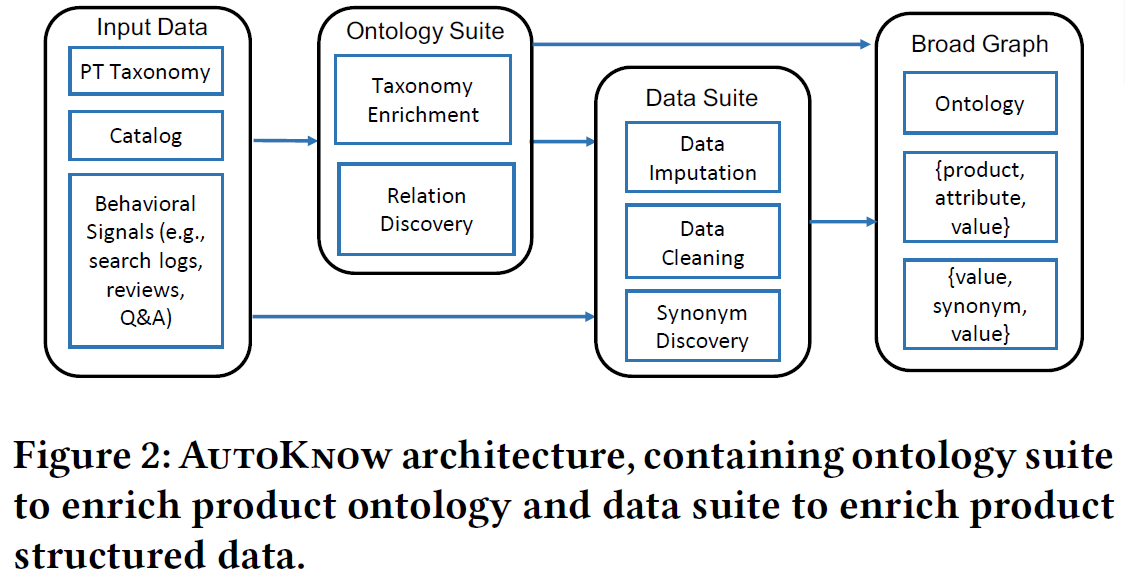 Input Data
PT Taxonomy
Catalog
Behavioral
Signals (e.g.,
search logs,
reviews,
Q&A)
Ontology Suite
Taxonomy
Enrichment
Relation
Discovery
Data Suite
Data
Imputation
Data
Cleaning
Synonym
Discovery
Broad Graph
Ontology
{product,
attribute,
value}
{value,
synonym,
value}
Figure 2: AUTOKNOW architecture, containing ontology suite
to enrich product ontology and data suite to enrich product
structured data.